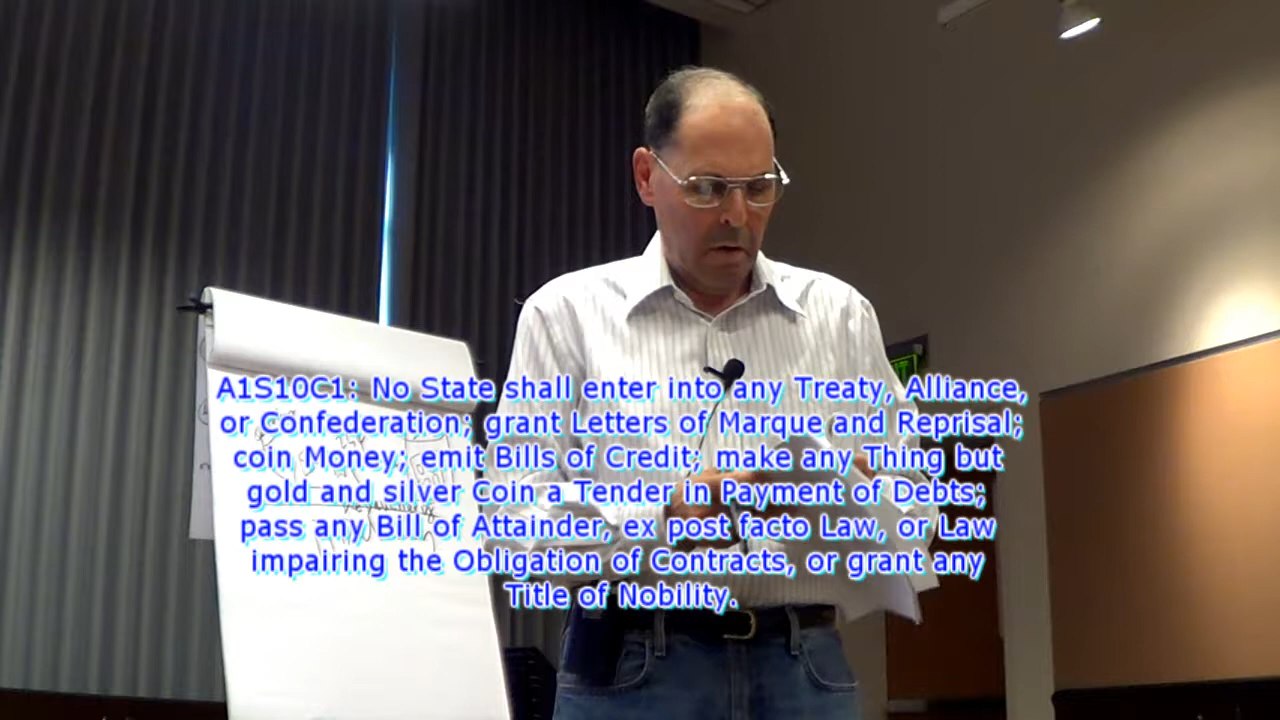 A1S10C1: No State shall enter into any Treaty, Alliance,
or Confederation; grant Letters of Marque and Reprisal;
coin Money; emit Bills of Credit; make any Thing but
gold and silver Coin a Tender in Payment of Debts;
pass any Bill of Attainder, ex post facto Law, or Law
impairing the Obligation of Contracts, or grant any
Title of Nobility.